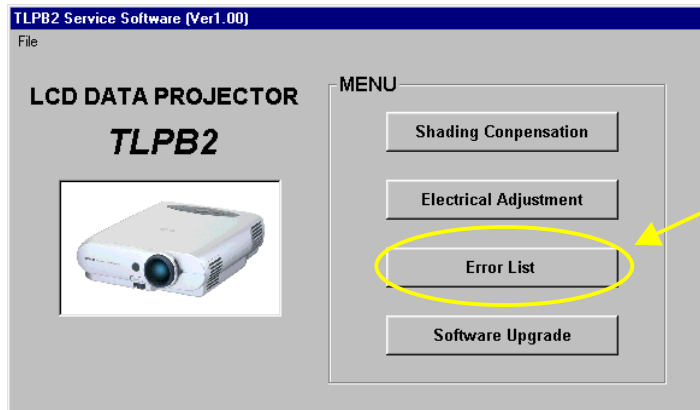 TLPB2 Service Software (Ver1.00)
File
LCD DATA PROJECTOR
TLPB2
MENU
Shading Conpensation
Electrical Adjustment
Error List
Software Upgrade